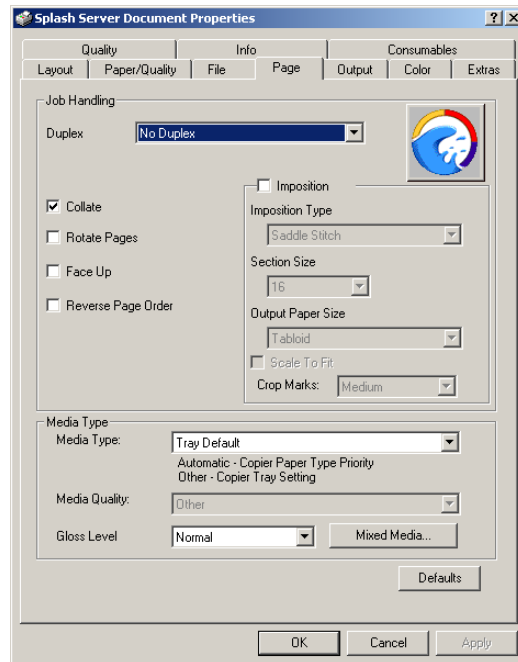 Splash Server Document Properties
Quality Info Consumables
Layout Paper/Quality File Page Output Color Extras
Job Handling
Duplex No Duplex
Imposition
Collate
Imposition Type
Rotate Pages
Saddle Stitch
Face Up
Section Size
16
Reverse Page Order
Output Paper Size
Tabloid
Scale To Fit
Crop Marks: Medium
Media Type
Media Type: Tray Default
Automatic - Copier Paper Type Priority
Other - Copier Tray Setting
Media Quality: Other
Gloss Level Normal Mixed Media...
Defaults
OK Cancel Apply